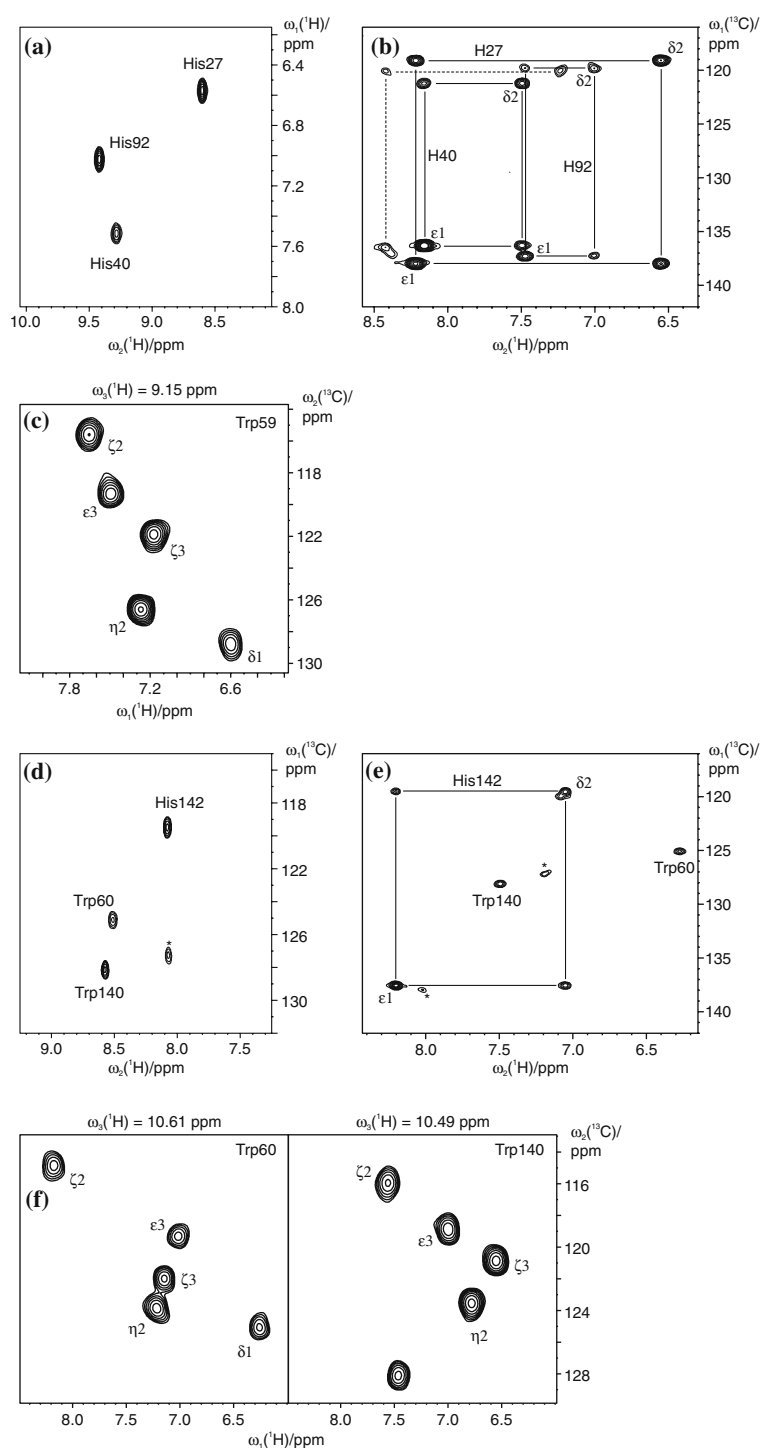 (a)
ω₁(¹H)/
ppm
His27
His92
His40
6.4
6.8
7.2
7.6
8.0
10.0 9.5 9.0 8.5
ω₂(¹H)/ppm
(b)
ω₁(¹³C)/
ppm
H27
δ2
δ2
δ2
H40
H92
ε1
ε1
ε1
120
125
130
135
140
8.5 8.0 7.5 7.0
ω₂(¹H)/ppm
ω₃(¹H) = 9.15 ppm
(c)
Trp59
ω₂(¹³C)/
ppm
ζ2
ε3
ζ3
η2
δ1
118
122
126
130
7.8 7.2 6.6
ω₁(¹H)/ppm
(d)
ω₁(¹³C)/
ppm
His142
Trp60
*
Trp140
118
122
126
130
9.0 8.5 8.0 7.5
ω₂(¹H)/ppm
(e)
ω₁(¹³C)/
ppm
His142
δ2
*
Trp60
Trp140
ε1
*
120
125
130
135
140
8.0 7.0 6.5
ω₂(¹H)/ppm
ω₃(¹H) = 10.61 ppm
ω₃(¹H) = 10.49 ppm
(f)
Trp60
ζ2
ε3
ζ3
η2
δ1
8.0 7.5 7.0 6.5
Trp140
ω₂(¹³C)/
ppm
ζ2
ε3
ζ3
η2
116
120
124
128
8.0 7.5 7.0 6.5
ω₁(¹H)/ppm